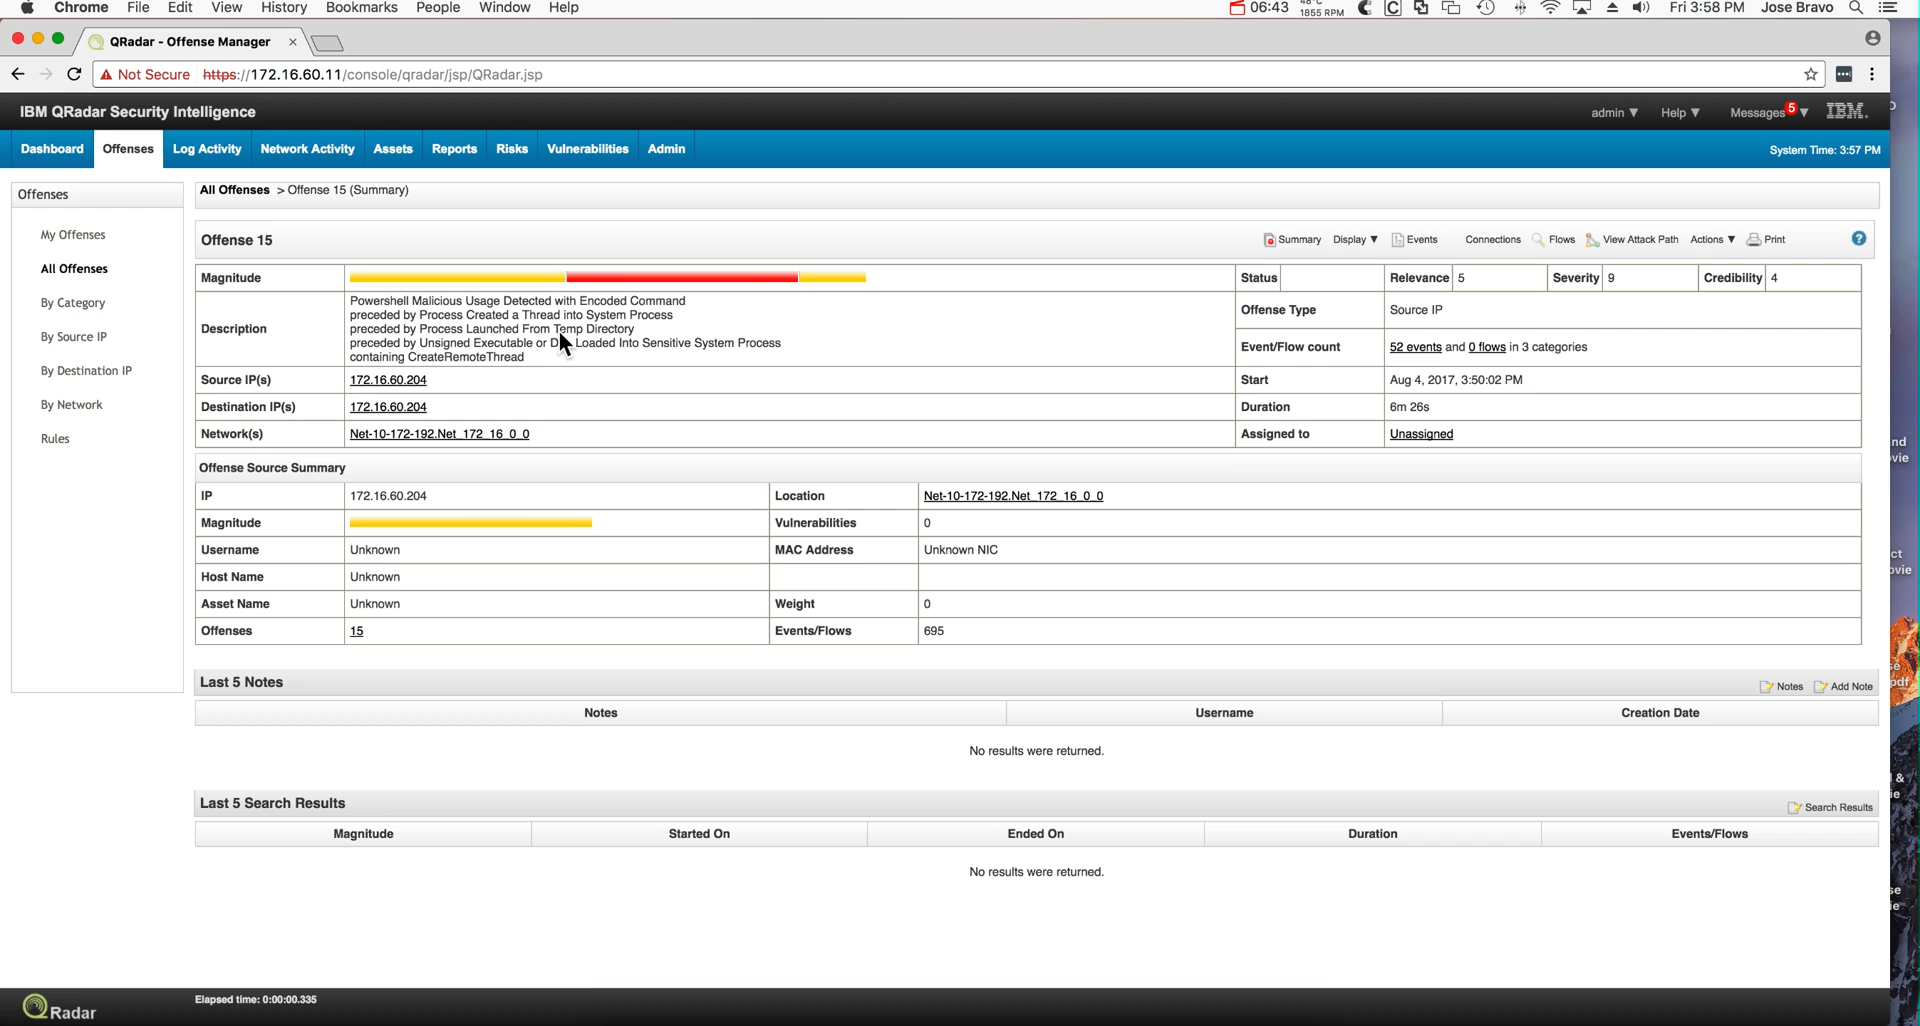 Chrome File Edit View History Bookmarks People Window Help
06:43 48°C 1855 RPM Fri 3:58 PM Jose Bravo
QRadar - Offense Manager
Not Secure https://172.16.60.11/console/qradar/jsp/QRadar.jsp
IBM QRadar Security Intelligence
admin ▼ Help ▼ Messages 5 ▼ IBM.
Dashboard Offenses Log Activity Network Activity Assets Reports Risks Vulnerabilities Admin
System Time: 3:57 PM
Offenses
My Offenses
All Offenses
By Category
By Source IP
By Destination IP
By Network
Rules
All Offenses > Offense 15 (Summary)
Offense 15
Summary Display ▼ Events Connections Flows View Attack Path Actions ▼ Print ?
Magnitude
Status Relevance 5 Severity 9 Credibility 4
Description
Powershell Malicious Usage Detected with Encoded Command
preceded by Process Created a Thread into System Process
preceded by Process Launched From Temp Directory
preceded by Unsigned Executable or Loaded Into Sensitive System Process
containing CreateRemoteThread
Offense Type Source IP
Event/Flow count 52 events and 0 flows in 3 categories
Source IP(s) 172.16.60.204 Start Aug 4, 2017, 3:50:02 PM
Destination IP(s) 172.16.60.204 Duration 6m 26s
Network(s) Net-10-172-192.Net_172_16_0_0 Assigned to Unassigned
Offense Source Summary
IP 172.16.60.204 Location Net-10-172-192.Net_172_16_0_0
Magnitude Vulnerabilities 0
Username Unknown MAC Address Unknown NIC
Host Name Unknown
Asset Name Unknown Weight 0
Offenses 15 Events/Flows 695
Last 5 Notes
Notes Add Note
Notes Username Creation Date
No results were returned.
Last 5 Search Results
Search Results
Magnitude Started On Ended On Duration Events/Flows
No results were returned.
QRadar
Elapsed time: 0:00:00.335